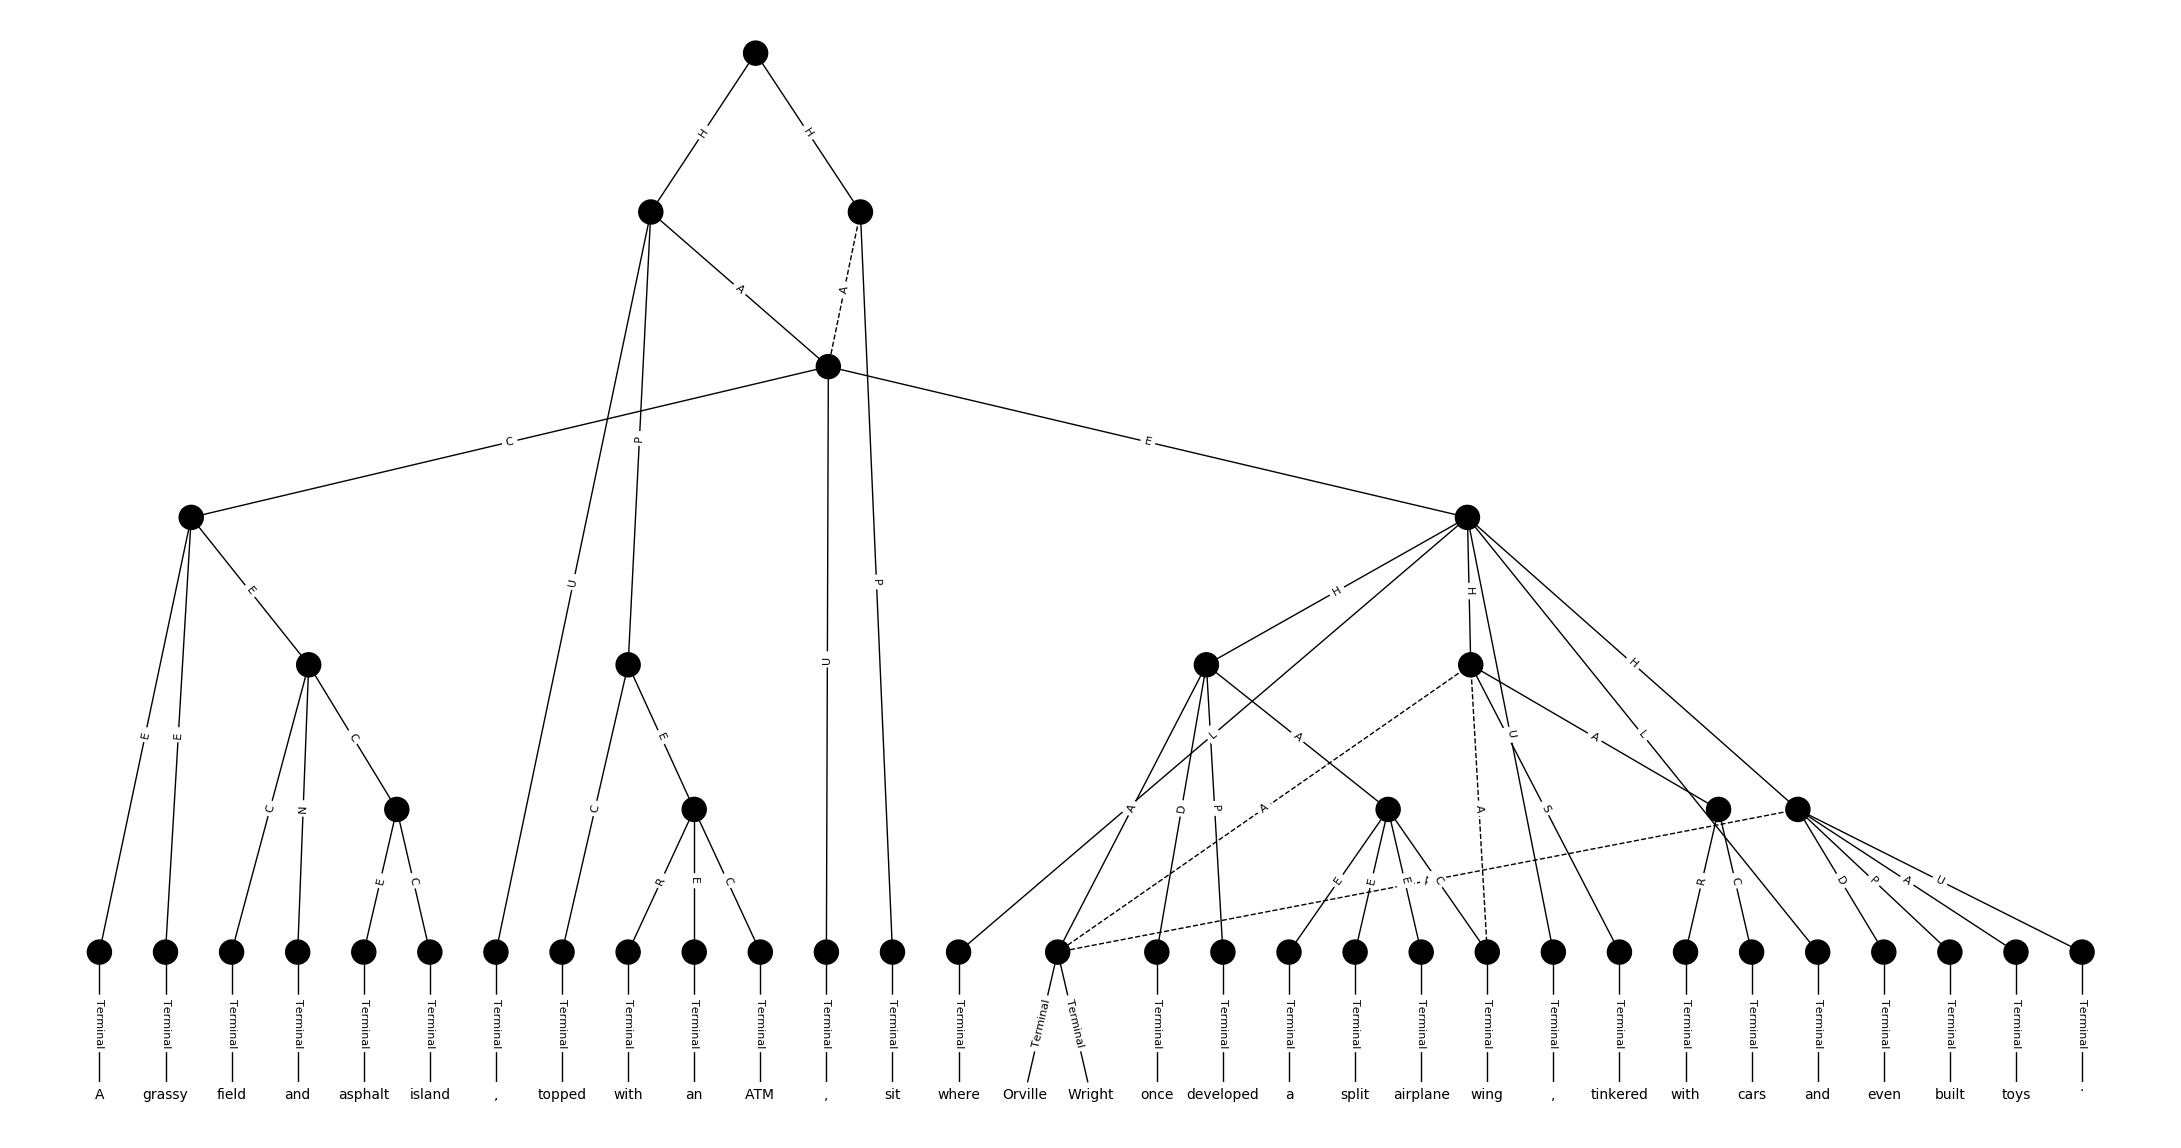 H H
A A
C P E
U E P H H
U H
E E C L A U L A
C N C A D P A A S
E C R E C E E E A C R C D P A U
Terminal Terminal Terminal Terminal Terminal Terminal Terminal Terminal Terminal Terminal Terminal Terminal Terminal Terminal Terminal Terminal Terminal Terminal Terminal Terminal Terminal Terminal Terminal Terminal Terminal Terminal Terminal Terminal Terminal Terminal Terminal
A grassy field and asphalt island , topped with an ATM , sit where Orville Wright once developed a split airplane wing , tinkered with cars and even built toys .